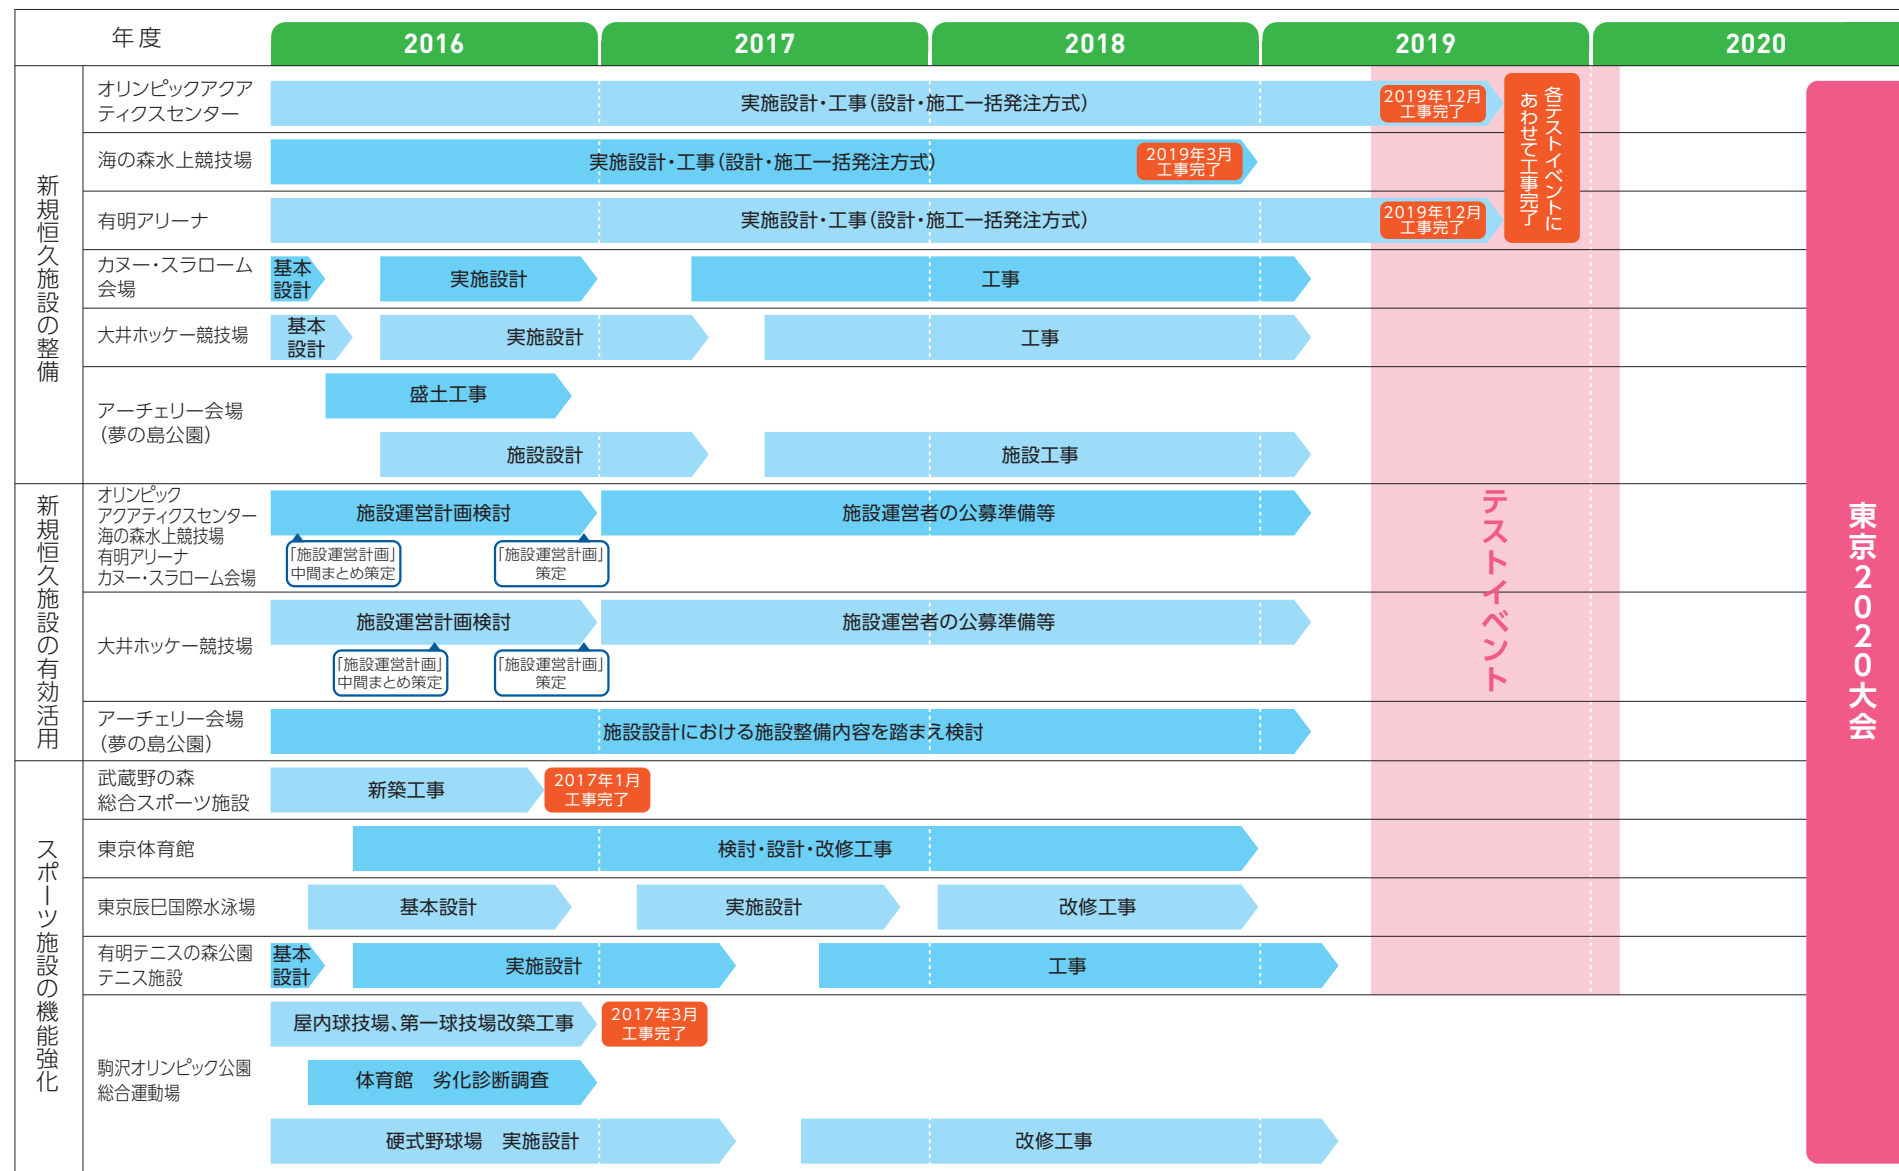 年度
2016
2017
2018
2019
2020
新規恒久施設の整備
オリンピックアクア
ティクスセンター
実施設計・工事(設計・施工一括発注方式)
2019年12月
工事完了
各テストイベントに
あわせて工事完了
海の森水上競技場
実施設計・工事(設計・施工一括発注方式)
2019年3月
工事完了
有明アリーナ
実施設計・工事(設計・施工一括発注方式)
2019年12月
工事完了
カヌー・スラローム
会場
基本
設計
実施設計
工事
大井ホッケー競技場
基本
設計
実施設計
工事
アーチェリー会場
(夢の島公園)
盛土工事
施設設計
施設工事
新規恒久施設の有効活用
オリンピック
アクアティクスセンター
海の森水上競技場
有明アリーナ
カヌー・スラローム会場
施設運営計画検討
施設運営者の公募準備等
「施設運営計画」
中間まとめ策定
「施設運営計画」
策定
大井ホッケー競技場
施設運営計画検討
施設運営者の公募準備等
「施設運営計画」
中間まとめ策定
「施設運営計画」
策定
アーチェリー会場
(夢の島公園)
施設設計における施設整備内容を踏まえ検討
テストイベント
東京2020大会
スポーツ施設の機能強化
武蔵野の森
総合スポーツ施設
新築工事
2017年1月
工事完了
東京体育館
検討・設計・改修工事
東京辰巳国際水泳場
基本設計
実施設計
改修工事
有明テニスの森公園
テニス施設
基本
設計
実施設計
工事
駒沢オリンピック公園
総合運動場
屋内球技場、第一球技場改築工事
2017年3月
工事完了
体育館　劣化診断調査
硬式野球場　実施設計
改修工事